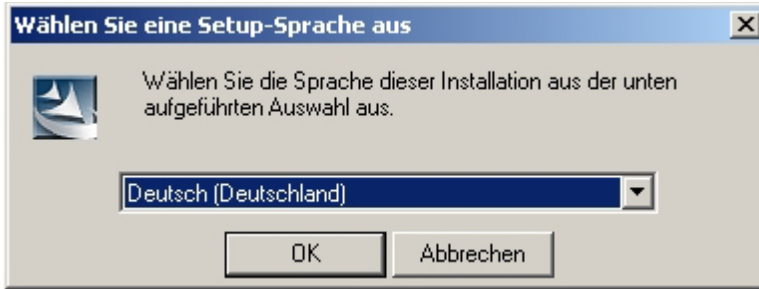 Wählen Sie eine Setup-Sprache aus
Wählen Sie die Sprache dieser Installation aus der unten
aufgeführten Auswahl aus.
Deutsch (Deutschland)
OK
Abbrechen